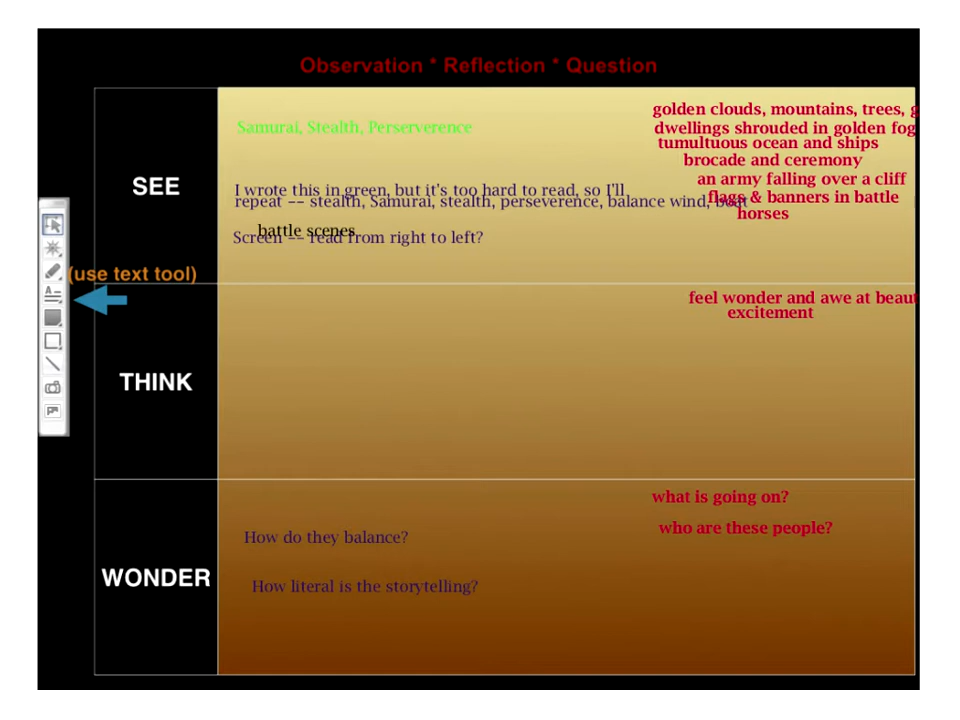 Observation * Reflection * Question
SEE
Samurai, Stealth, Perserverence
I wrote this in green, but it's too hard to read, so I'll
repeat -- stealth, Samurai, stealth, perseverence, balance wind, boat
battle scenes
Screen -- read from right to left?
golden clouds, mountains, trees, g
dwellings shrouded in golden fog
tumultuous ocean and ships
brocade and ceremony
an army falling over a cliff
flags & banners in battle
horses
(use text tool)
THINK
feel wonder and awe at beaut
excitement
WONDER
How do they balance?
How literal is the storytelling?
what is going on?
who are these people?